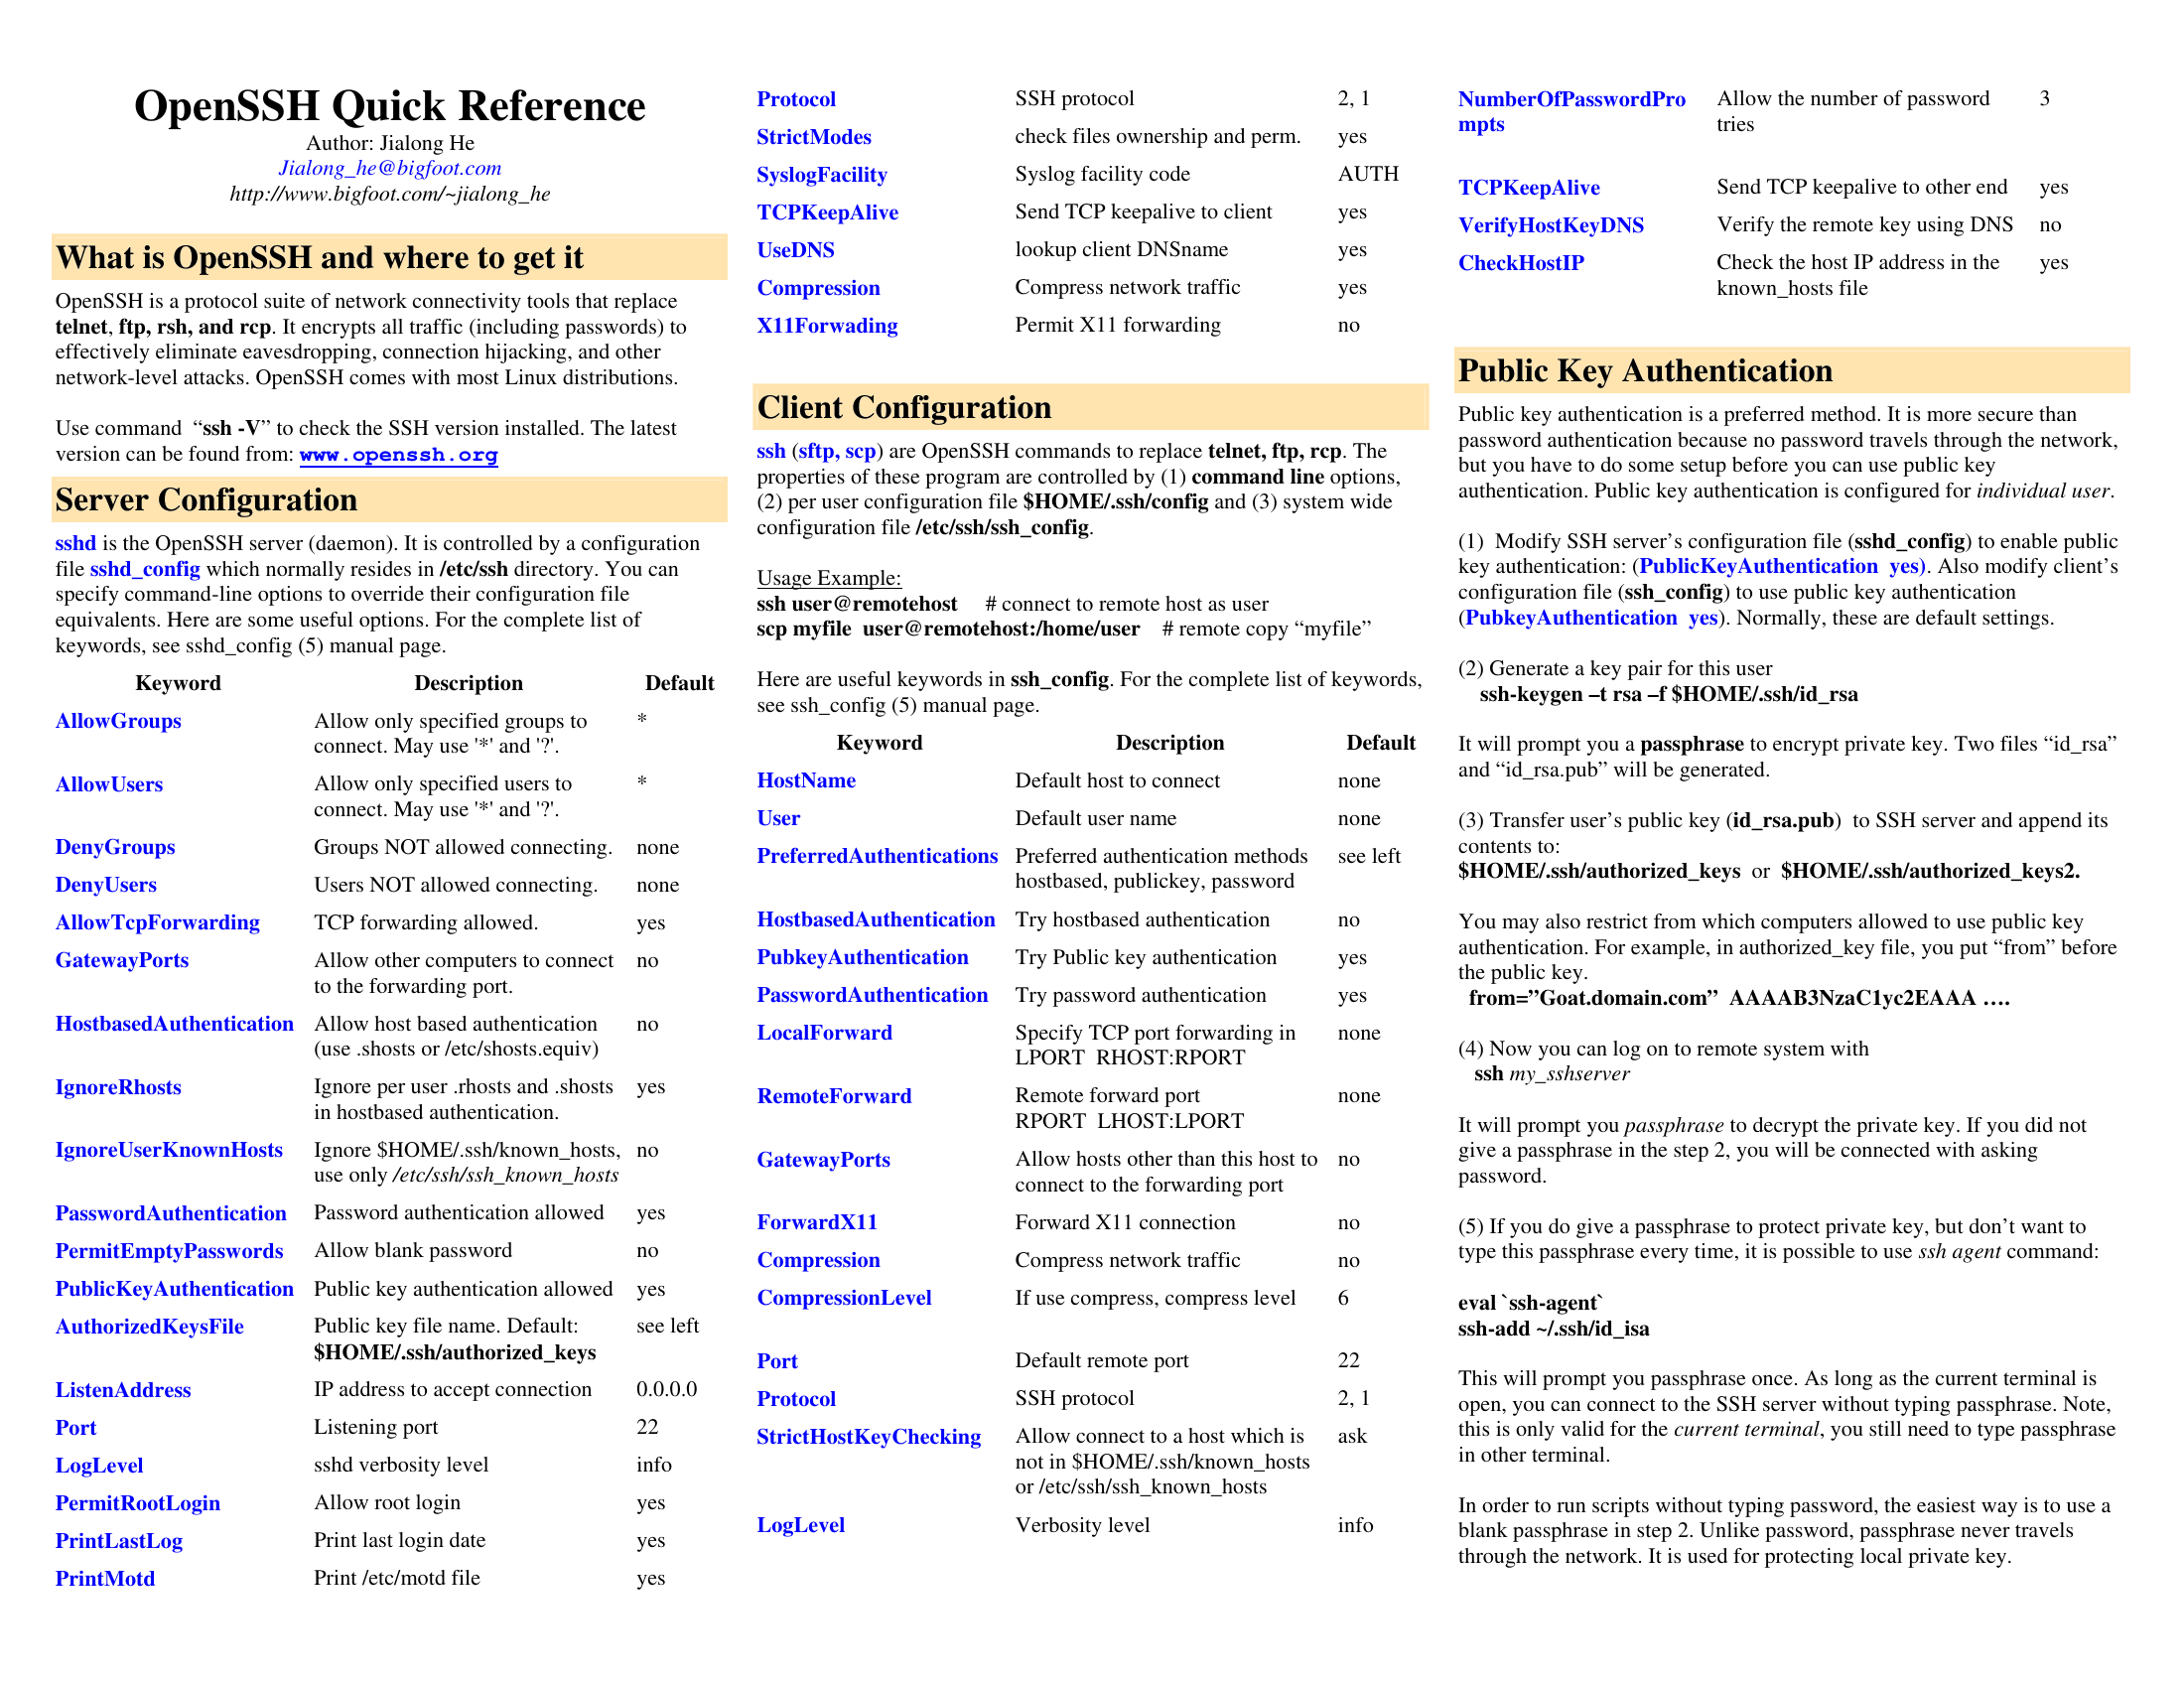 OpenSSH Quick Reference
Author: Jialong He
Jialong_he@bigfoot.com
http://www.bigfoot.com/~jialong_he
What is OpenSSH and where to get it
OpenSSH is a protocol suite of network connectivity tools that replace
telnet, ftp, rsh, and rcp. It encrypts all traffic (including passwords) to
effectively eliminate eavesdropping, connection hijacking, and other
network-level attacks. OpenSSH comes with most Linux distributions.
Use command “ssh -V” to check the SSH version installed. The latest
version can be found from: www.openssh.org
Server Configuration
sshd is the OpenSSH server (daemon). It is controlled by a configuration
file sshd_config which normally resides in /etc/ssh directory. You can
specify command-line options to override their configuration file
equivalents. Here are some useful options. For the complete list of
keywords, see sshd_config (5) manual page.
Keyword Description Default
AllowGroups Allow only specified groups to *
connect. May use '*' and '?'.
AllowUsers Allow only specified users to *
connect. May use '*' and '?'.
DenyGroups Groups NOT allowed connecting. none
DenyUsers Users NOT allowed connecting. none
AllowTcpForwarding TCP forwarding allowed. yes
GatewayPorts Allow other computers to connect no
to the forwarding port.
HostbasedAuthentication Allow host based authentication no
(use .shosts or /etc/shosts.equiv)
IgnoreRhosts Ignore per user .rhosts and .shosts yes
in hostbased authentication.
IgnoreUserKnownHosts Ignore $HOME/.ssh/known_hosts, no
use only /etc/ssh/ssh_known_hosts
PasswordAuthentication Password authentication allowed yes
PermitEmptyPasswords Allow blank password no
PublicKeyAuthentication Public key authentication allowed yes
AuthorizedKeysFile Public key file name. Default: see left
$HOME/.ssh/authorized_keys
ListenAddress IP address to accept connection 0.0.0.0
Port Listening port 22
LogLevel sshd verbosity level info
PermitRootLogin Allow root login yes
PrintLastLog Print last login date yes
PrintMotd Print /etc/motd file yes
Protocol SSH protocol 2, 1
StrictModes check files ownership and perm. yes
SyslogFacility Syslog facility code AUTH
TCPKeepAlive Send TCP keepalive to client yes
UseDNS lookup client DNSname yes
Compression Compress network traffic yes
X11Forwading Permit X11 forwarding no
Client Configuration
ssh (sftp, scp) are OpenSSH commands to replace telnet, ftp, rcp. The
properties of these program are controlled by (1) command line options,
(2) per user configuration file $HOME/.ssh/config and (3) system wide
configuration file /etc/ssh/ssh_config.
Usage Example:
ssh user@remotehost # connect to remote host as user
scp myfile user@remotehost:/home/user # remote copy “myfile”
Here are useful keywords in ssh_config. For the complete list of keywords,
see ssh_config (5) manual page.
Keyword Description Default
HostName Default host to connect none
User Default user name none
PreferredAuthentications Preferred authentication methods see left
hostbased, publickey, password
HostbasedAuthentication Try hostbased authentication no
PubkeyAuthentication Try Public key authentication yes
PasswordAuthentication Try password authentication yes
LocalForward Specify TCP port forwarding in none
LPORT RHOST:RPORT
RemoteForward Remote forward port none
RPORT LHOST:LPORT
GatewayPorts Allow hosts other than this host to no
connect to the forwarding port
ForwardX11 Forward X11 connection no
Compression Compress network traffic no
CompressionLevel If use compress, compress level 6
Port Default remote port 22
Protocol SSH protocol 2, 1
StrictHostKeyChecking Allow connect to a host which is ask
not in $HOME/.ssh/known_hosts
or /etc/ssh/ssh_known_hosts
LogLevel Verbosity level info
NumberOfPasswordPro Allow the number of password 3
mpts tries
TCPKeepAlive Send TCP keepalive to other end yes
VerifyHostKeyDNS Verify the remote key using DNS no
CheckHostIP Check the host IP address in the yes
known_hosts file
Public Key Authentication
Public key authentication is a preferred method. It is more secure than
password authentication because no password travels through the network,
but you have to do some setup before you can use public key
authentication. Public key authentication is configured for individual user.
(1) Modify SSH server’s configuration file (sshd_config) to enable public
key authentication: (PublicKeyAuthentication yes). Also modify client’s
configuration file (ssh_config) to use public key authentication
(PubkeyAuthentication yes). Normally, these are default settings.
(2) Generate a key pair for this user
ssh-keygen –t rsa –f $HOME/.ssh/id_rsa
It will prompt you a passphrase to encrypt private key. Two files “id_rsa”
and “id_rsa.pub” will be generated.
(3) Transfer user’s public key (id_rsa.pub) to SSH server and append its
contents to:
$HOME/.ssh/authorized_keys or $HOME/.ssh/authorized_keys2.
You may also restrict from which computers allowed to use public key
authentication. For example, in authorized_key file, you put “from” before
the public key.
from=”Goat.domain.com” AAAAB3NzaC1yc2EAAA ….
(4) Now you can log on to remote system with
ssh my_sshserver
It will prompt you passphrase to decrypt the private key. If you did not
give a passphrase in the step 2, you will be connected with asking
password.
(5) If you do give a passphrase to protect private key, but don’t want to
type this passphrase every time, it is possible to use ssh agent command:
eval `ssh-agent`
ssh-add ~/.ssh/id_isa
This will prompt you passphrase once. As long as the current terminal is
open, you can connect to the SSH server without typing passphrase. Note,
this is only valid for the current terminal, you still need to type passphrase
in other terminal.
In order to run scripts without typing password, the easiest way is to use a
blank passphrase in step 2. Unlike password, passphrase never travels
through the network. It is used for protecting local private key.